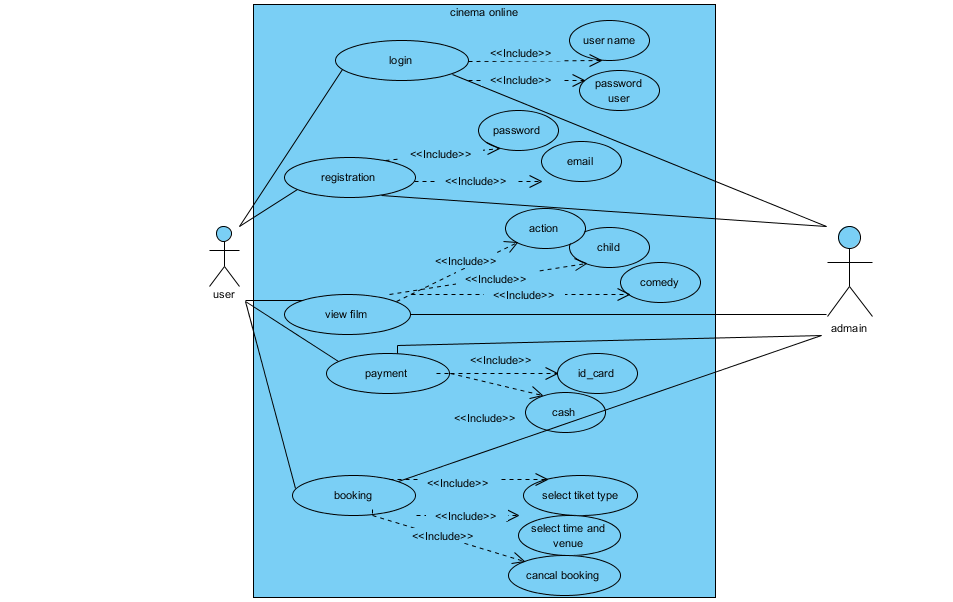 cinema online
user name
login
<<Include>>
<<Include>>
password
user
password
<<Include>>
email
registration
<<Include>>
action
child
<<Include>>
<<Include>>
comedy
<<Include>>
user
view film
admain
<<Include>>
payment
id_card
cash
<<Include>>
booking
<<Include>>
select tiket type
<<Include>>
select time and
venue
<<Include>>
cancal booking